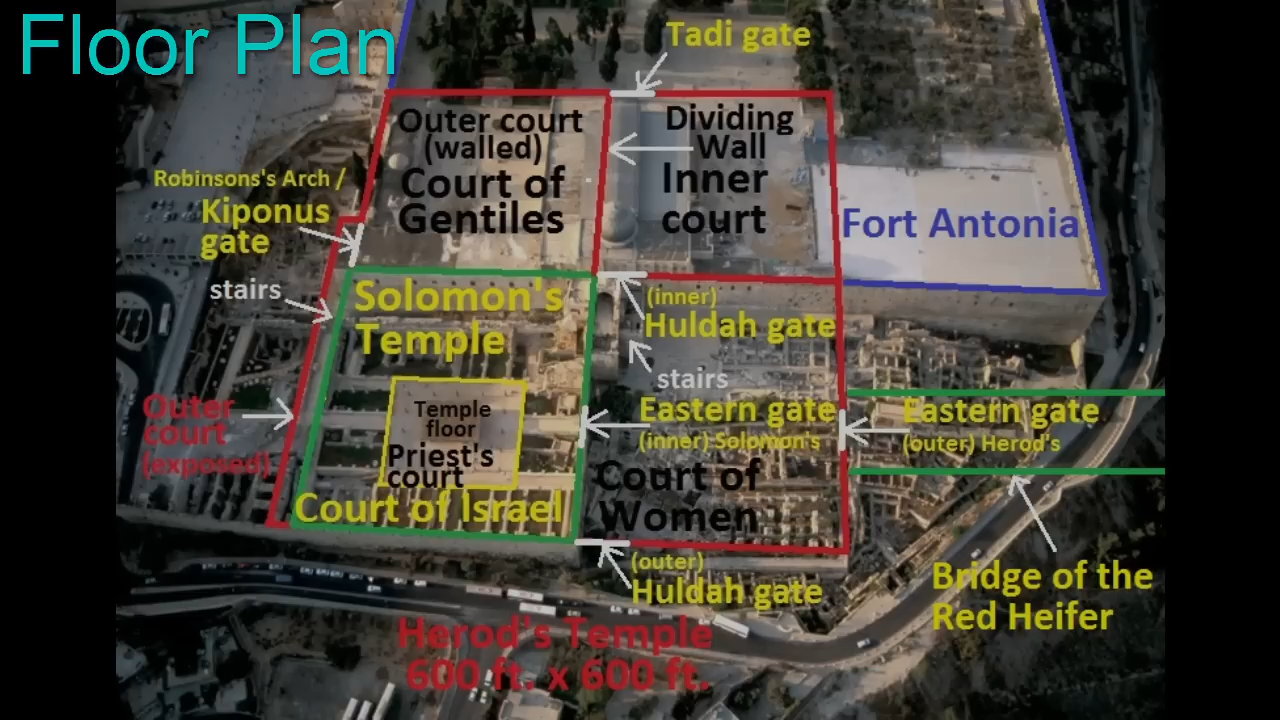 Floor Plan
Tadi gate
Outer court
(walled)
Court of
Gentiles
Dividing
Wall
Inner
court
Robinsons's Arch /
Kiponus
gate
Fort Antonia
stairs
Solomon's
Temple
(inner)
Huldah gate
stairs
Outer
court
(exposed)
Temple
floor
Priest's
court
Eastern gate
(inner) Solomon's
Eastern gate
(outer) Herod's
Court of Israel
Court of
Women
(outer)
Huldah gate
Bridge of the
Red Heifer
Herod's Temple
600 ft. x 600 ft.